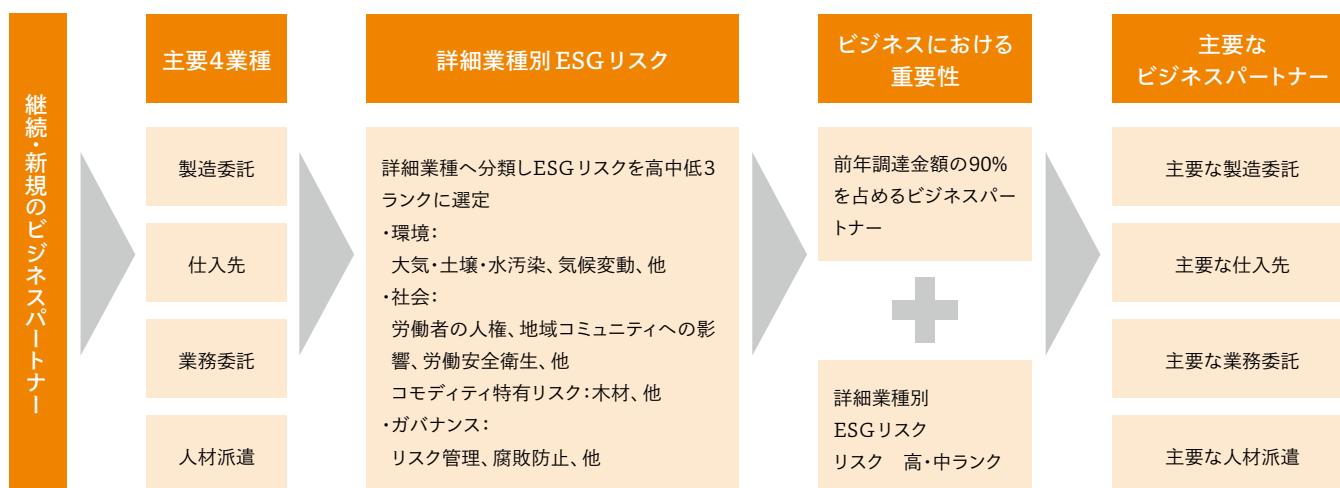 継続・新規のビジネスパートナー
主要4業種
製造委託
仕入先
業務委託
人材派遣
詳細業種別ESGリスク
詳細業種へ分類しESGリスクを高中低3
ランクに選定
・環境：
大気・土壌・水汚染、気候変動、他
・社会：
労働者の人権、地域コミュニティへの影
響、労働安全衛生、他
コモディティ特有リスク：木材、他
・ガバナンス：
リスク管理、腐敗防止、他
ビジネスにおける
重要性
前年調達金額の90%
を占めるビジネスパー
トナー
詳細業種別
ESGリスク
リスク　高・中ランク
主要な
ビジネスパートナー
主要な製造委託
主要な仕入先
主要な業務委託
主要な人材派遣